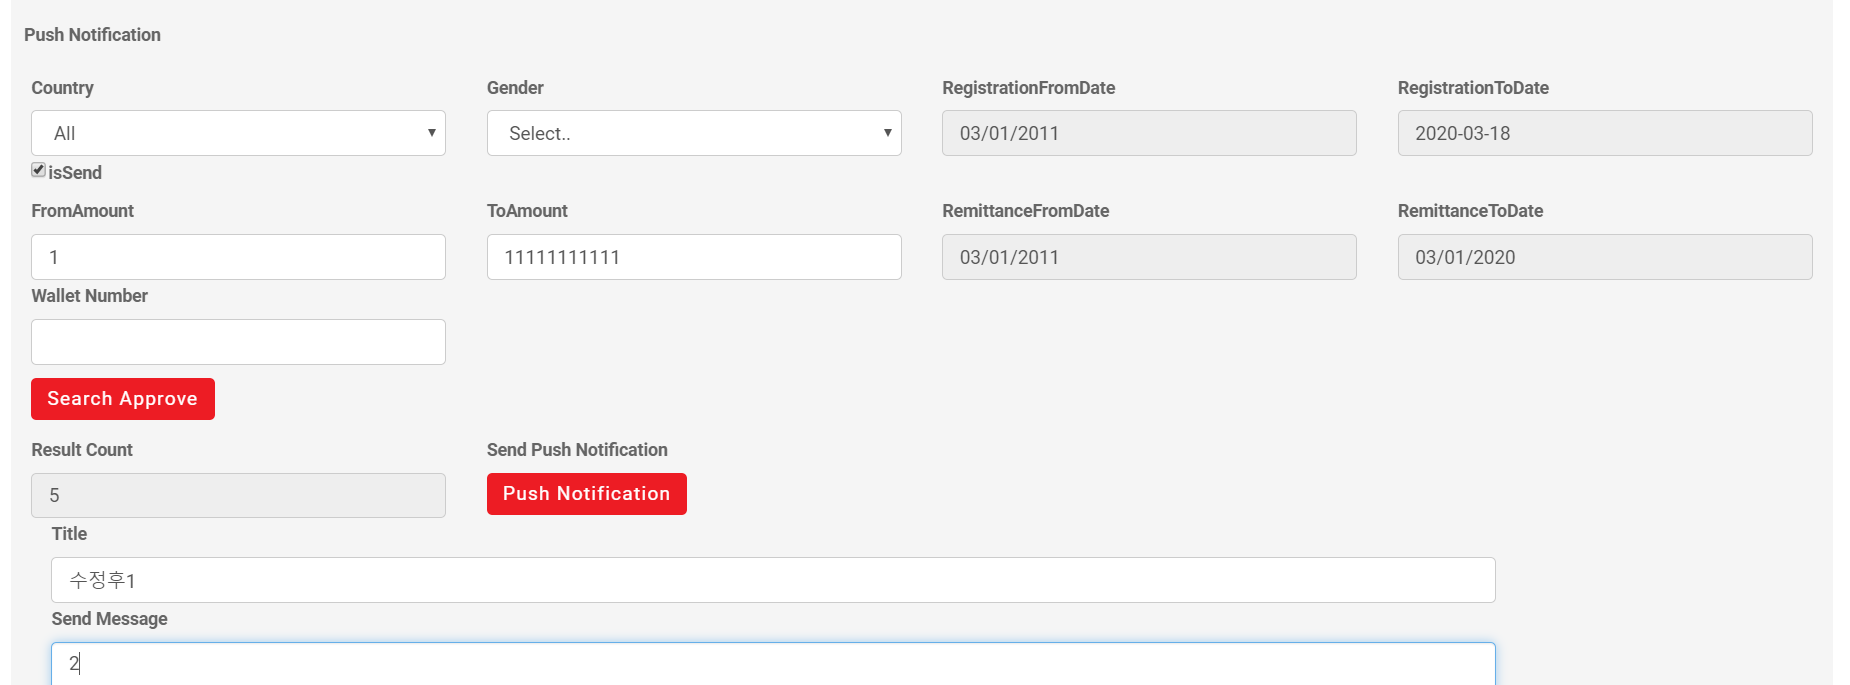 Push Notification
Country Gender RegistrationFromDate RegistrationToDate
All Select.. 03/01/2011 2020-03-18
isSend
FromAmount ToAmount RemittanceFromDate RemittanceToDate
1 11111111111 03/01/2011 03/01/2020
Wallet Number
Search Approve
Result Count Send Push Notification
5 Push Notification
Title
수정후1
Send Message
2